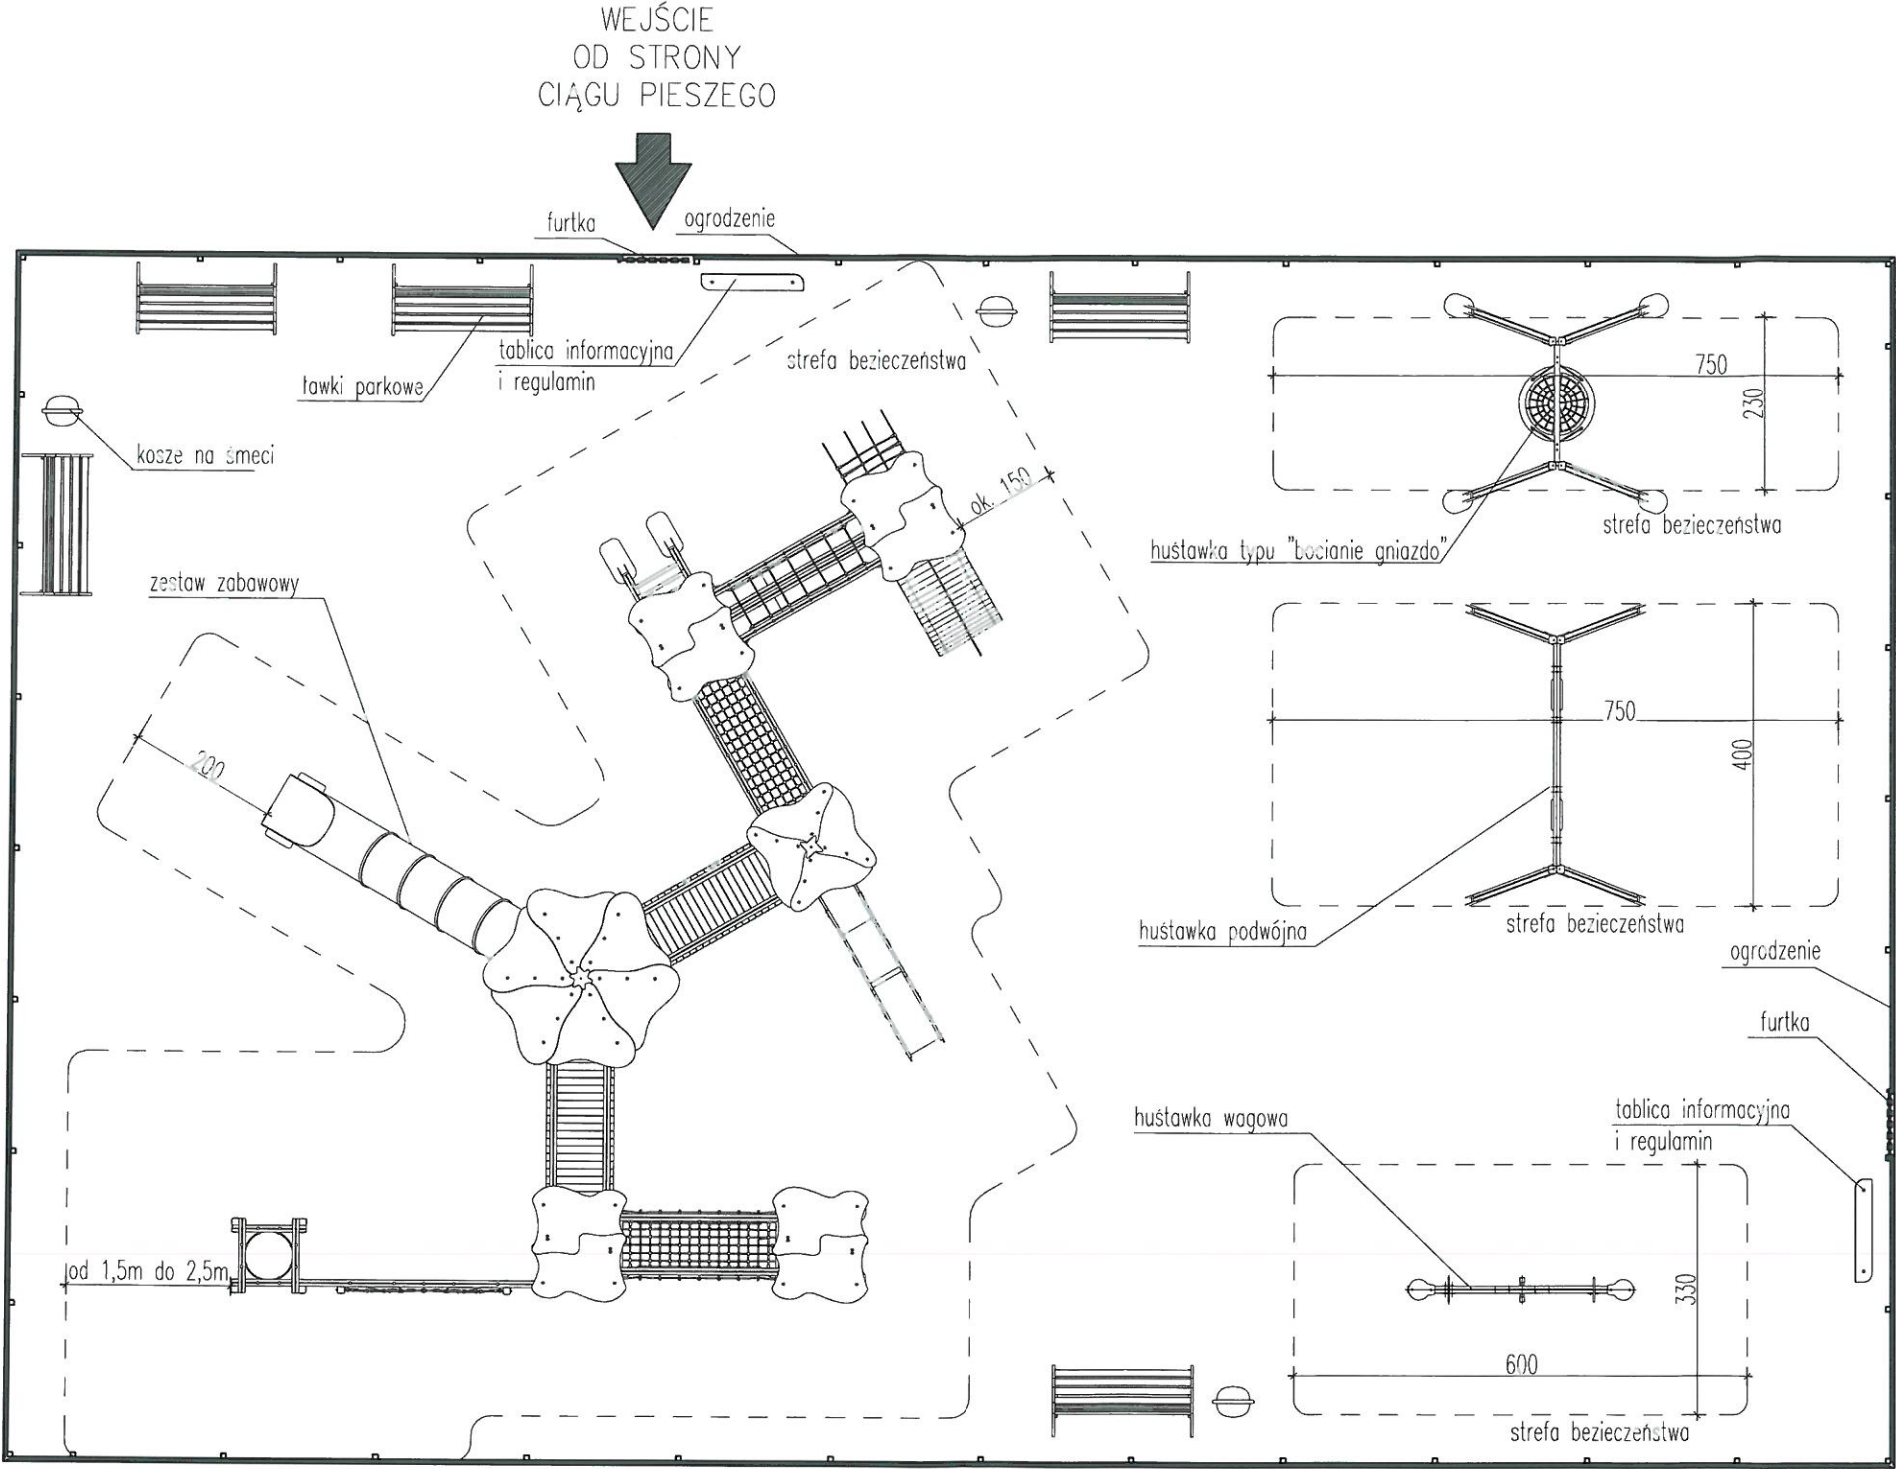 WEJŚCIE
OD STRONY
CIĄGU PIESZEGO
furtka
ogrodzenie
tablica informacyjna
i regulamin
ławki parkowe
strefa bezieczeństwa
kosze na śmeci
zestaw zabawowy
ok. 150
200
od 1,5m do 2,5m
750
230
strefa bezieczeństwa
huśtawka typu "bocianie gniazdo"
750
400
huśtawka podwójna
strefa bezieczeństwa
ogrodzenie
furtka
tablica informacyjna
i regulamin
huśtawka wagowa
330
600
strefa bezieczeństwa